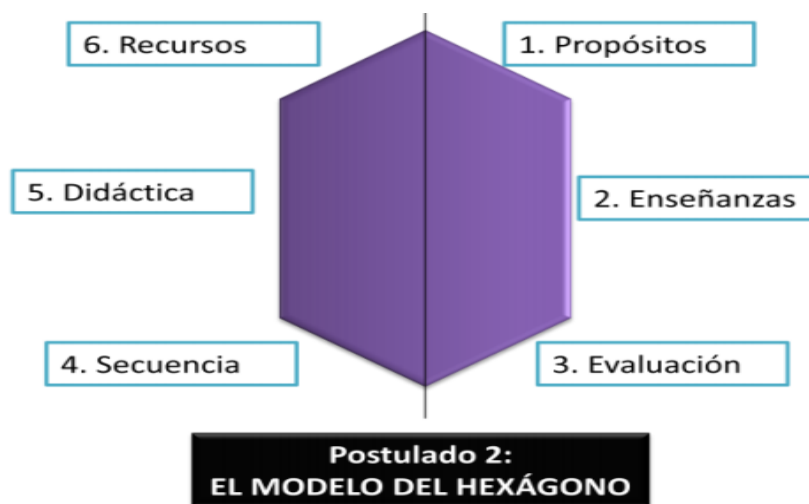 6. Recursos
1. Propósitos
5. Didáctica
2. Enseñanzas
4. Secuencia
3. Evaluación
Postulado 2:
EL MODELO DEL HEXÁGONO